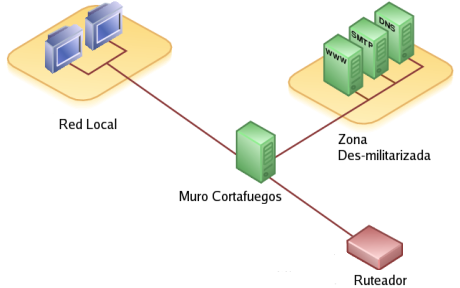 WWW
SMTP
DNS
Red Local
Zona
Des-militarizada
Muro Cortafuegos
Ruteador